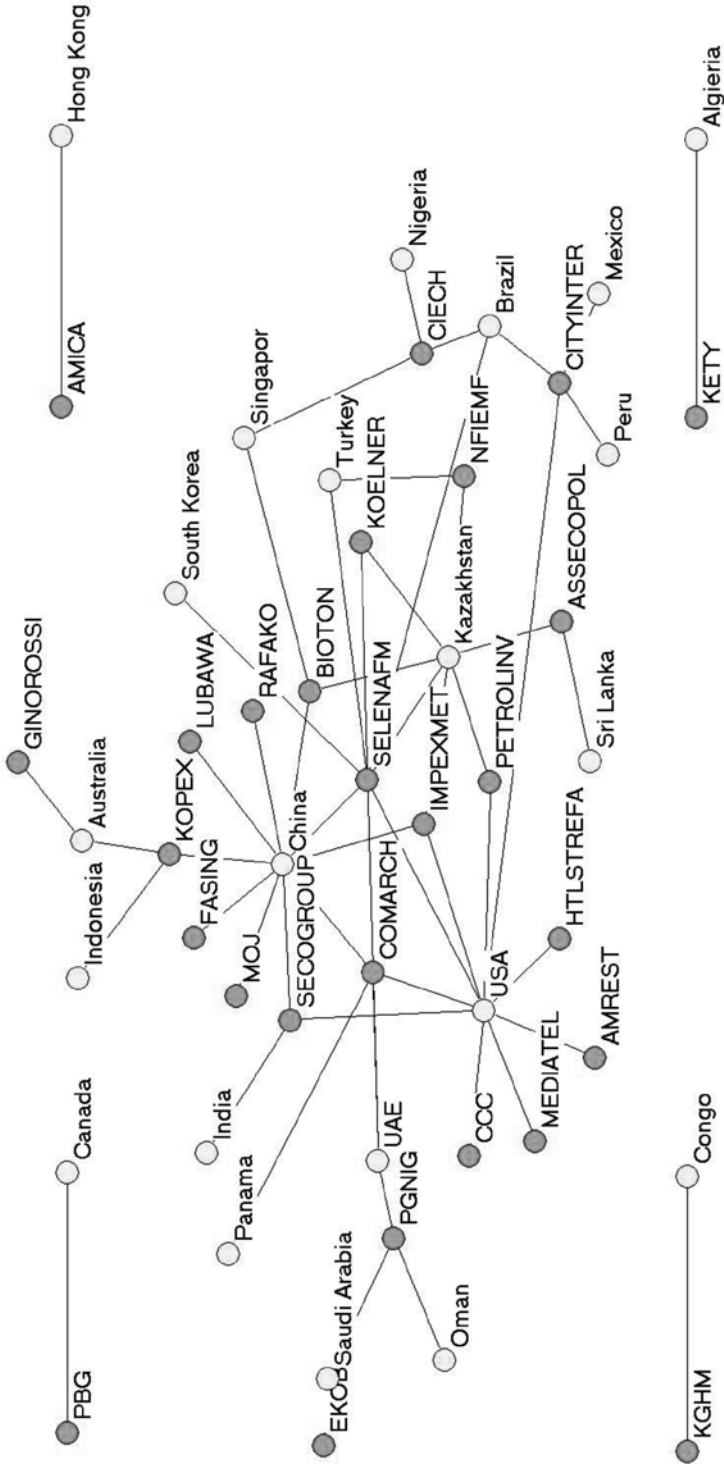 Hong Kong
AMICA
Canada
PBG
GINOROSSI
Australia
Indonesia
KOPEX
LUBAWA
South Korea
FASING
RAFAKO
Singapor
MOJ
China
SECOGROUP
BIOTON
India
Turkey
Panama
KOELNER
SELENAFM
COMARCH
UAE
PGNIG
Saudi Arabia
EKOB
Nigeria
CIECH
IMPEXMET
Kazakhstan
NFIEMF
Brazil
Oman
USA
CCC
PETROLINV
MEDIATEL
HTLSTREFA
ASSECOPOL
CITYINTER
Mexico
Peru
Sri Lanka
AMREST
Algieria
KETY
Congo
KGHM